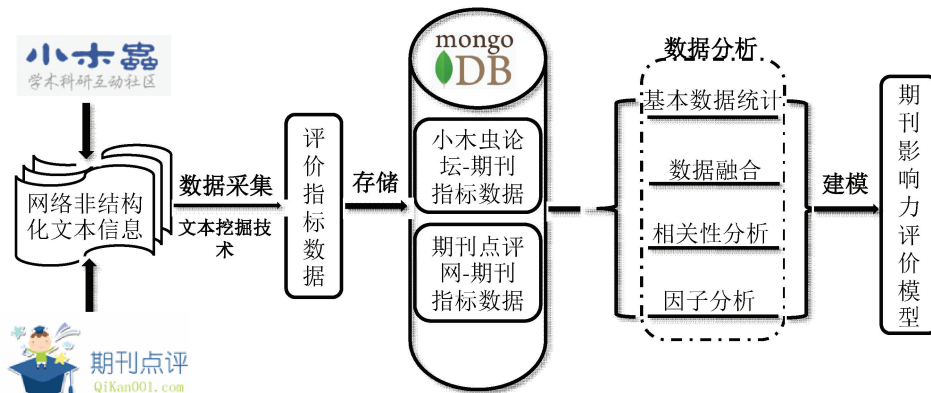 小木蟲
学术科研互动社区
网络非结构
化文本信息
期刊点评
QiKan001.com
数据采集
文本挖掘技
术
评
价
指
标
数
据
存储
mongo
DB
小木虫论
坛-期刊
指标数据
期刊点评
网-期刊
指标数据
数据分析
基本数据统计
数据融合
相关性分析
因子分析
建模
期
刊
影
响
力
评
价
模
型